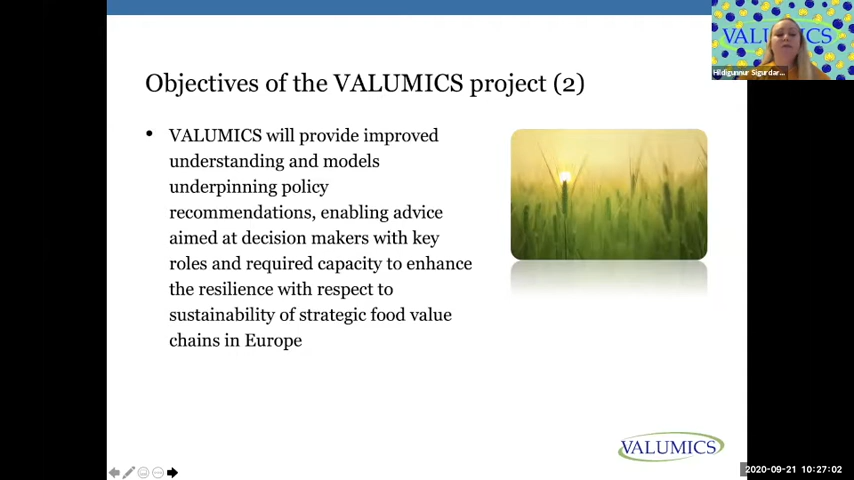 VALUMICS
Hildigunnur Sigurdar...
Objectives of the VALUMICS project (2)
• VALUMICS will provide improved
understanding and models
underpinning policy
recommendations, enabling advice
aimed at decision makers with key
roles and required capacity to enhance
the resilience with respect to
sustainability of strategic food value
chains in Europe
VALUMICS
2020-09-21 10:27:02